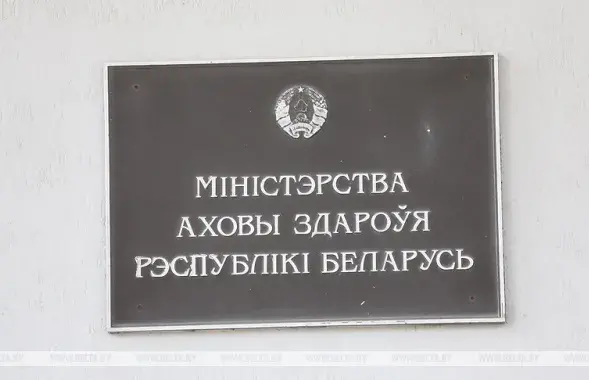 МІНІСТЭРСТВА
АХОВЫ ЗДАРОЎЯ
РЭСПУБЛІКІ БЕЛАРУСЬ